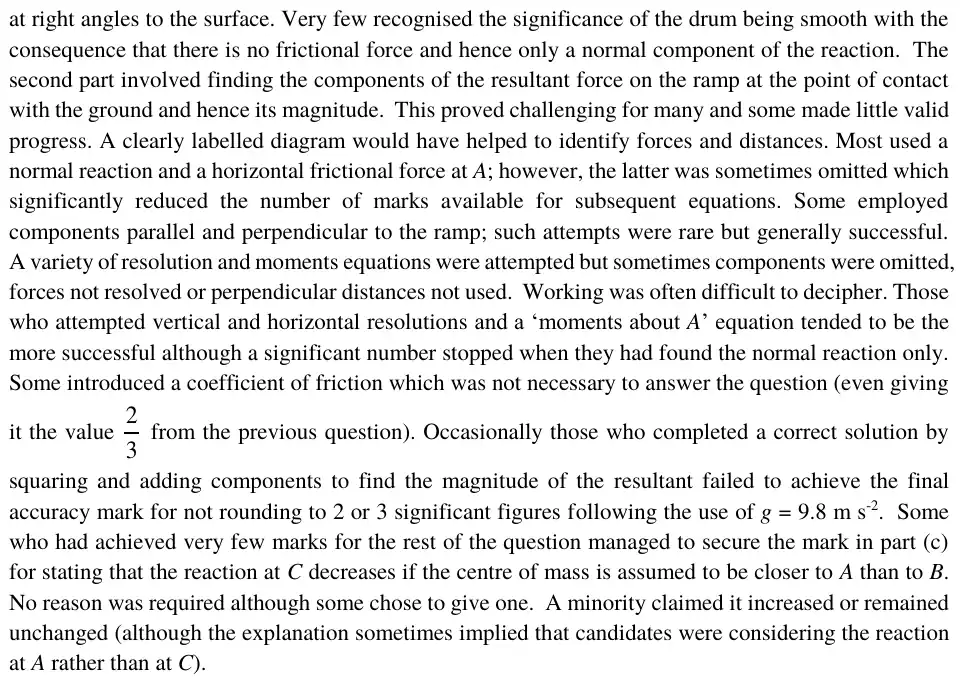 at right angles to the surface. Very few recognised the significance of the drum being smooth with the
consequence that there is no frictional force and hence only a normal component of the reaction. The
second part involved finding the components of the resultant force on the ramp at the point of contact
with the ground and hence its magnitude. This proved challenging for many and some made little valid
progress. A clearly labelled diagram would have helped to identify forces and distances. Most used a
normal reaction and a horizontal frictional force at A; however, the latter was sometimes omitted which
significantly reduced the number of marks available for subsequent equations. Some employed
components parallel and perpendicular to the ramp; such attempts were rare but generally successful.
A variety of resolution and moments equations were attempted but sometimes components were omitted,
forces not resolved or perpendicular distances not used. Working was often difficult to decipher. Those
who attempted vertical and horizontal resolutions and a ‘moments about A’ equation tended to be the
more successful although a significant number stopped when they had found the normal reaction only.
Some introduced a coefficient of friction which was not necessary to answer the question (even giving
it the value 2/3 from the previous question). Occasionally those who completed a correct solution by
squaring and adding components to find the magnitude of the resultant failed to achieve the final
accuracy mark for not rounding to 2 or 3 significant figures following the use of g = 9.8 m s⁻². Some
who had achieved very few marks for the rest of the question managed to secure the mark in part (c)
for stating that the reaction at C decreases if the centre of mass is assumed to be closer to A than to B.
No reason was required although some chose to give one. A minority claimed it increased or remained
unchanged (although the explanation sometimes implied that candidates were considering the reaction
at A rather than at C).